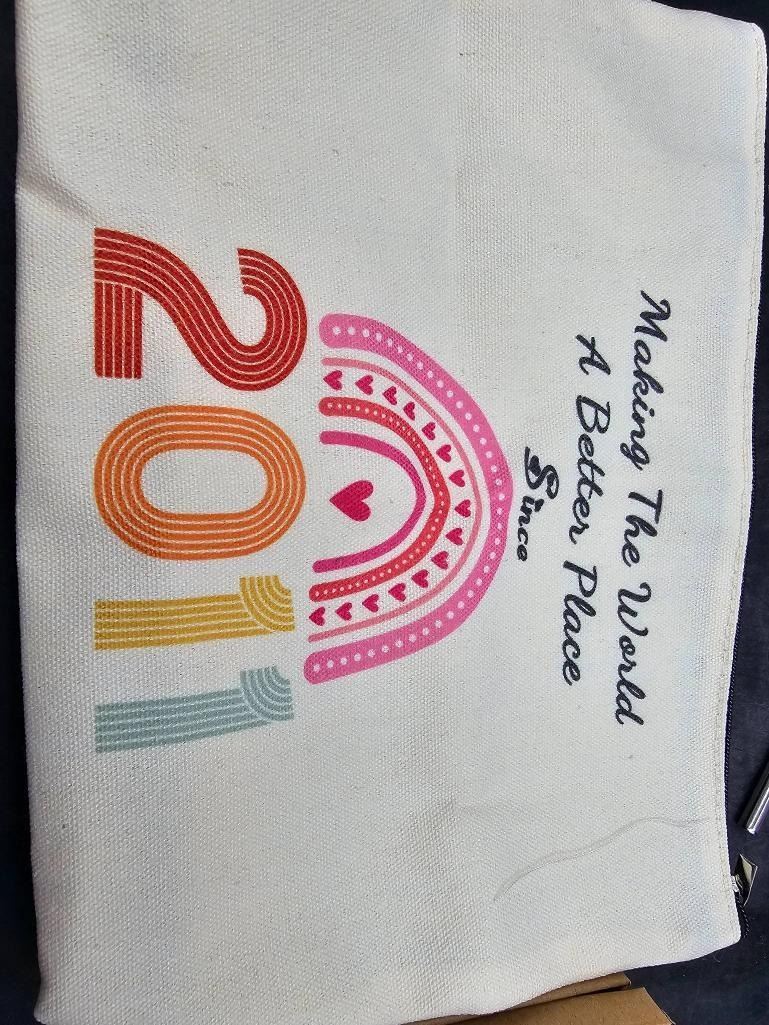 Making The World
A Better Place
Since
2011